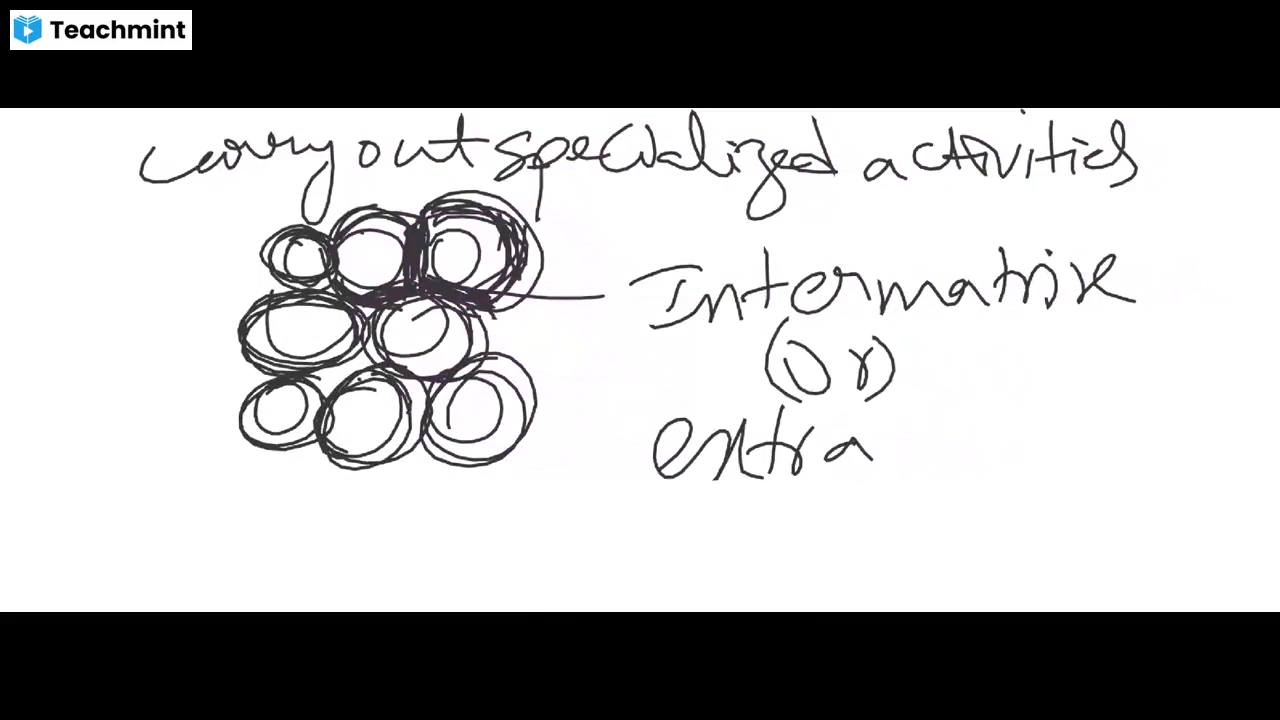 Teachmint
carry out specialized activities
Intermatrix
(Or)
extra